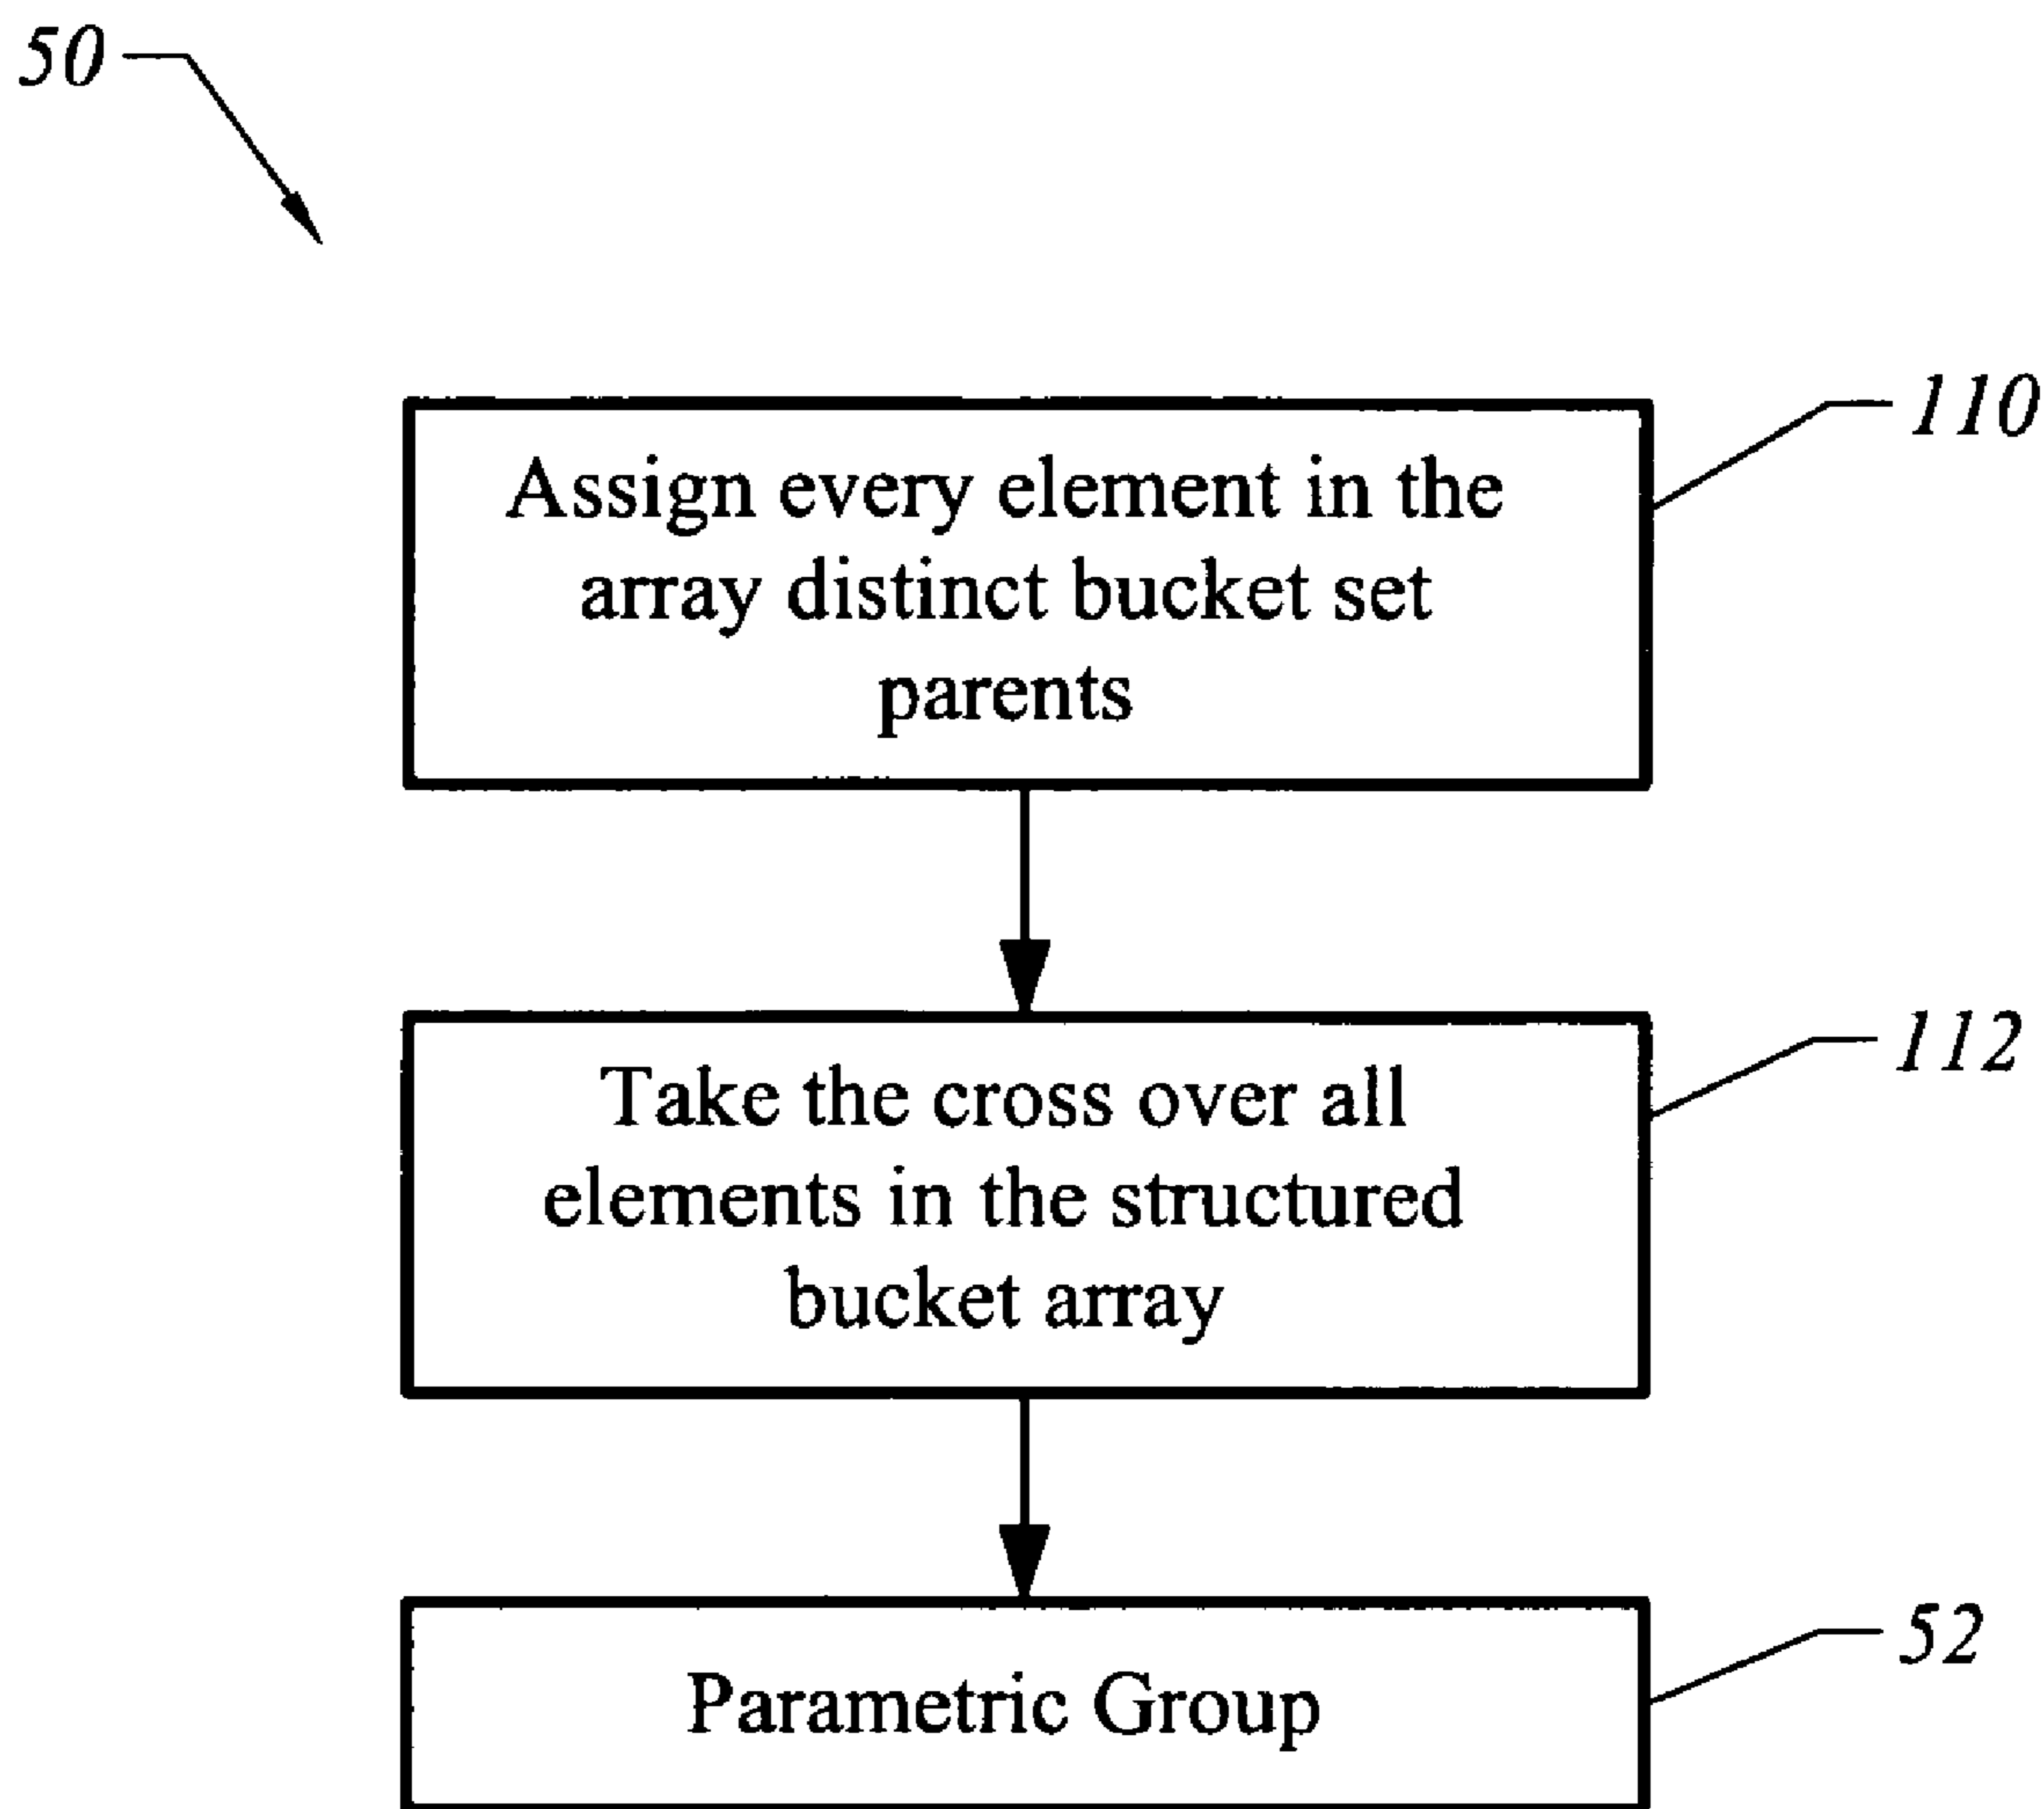 50
110
Assign every element in the
array distinct bucket set
parents
112
Take the cross over all
elements in the structured
bucket array
52
Parametric Group